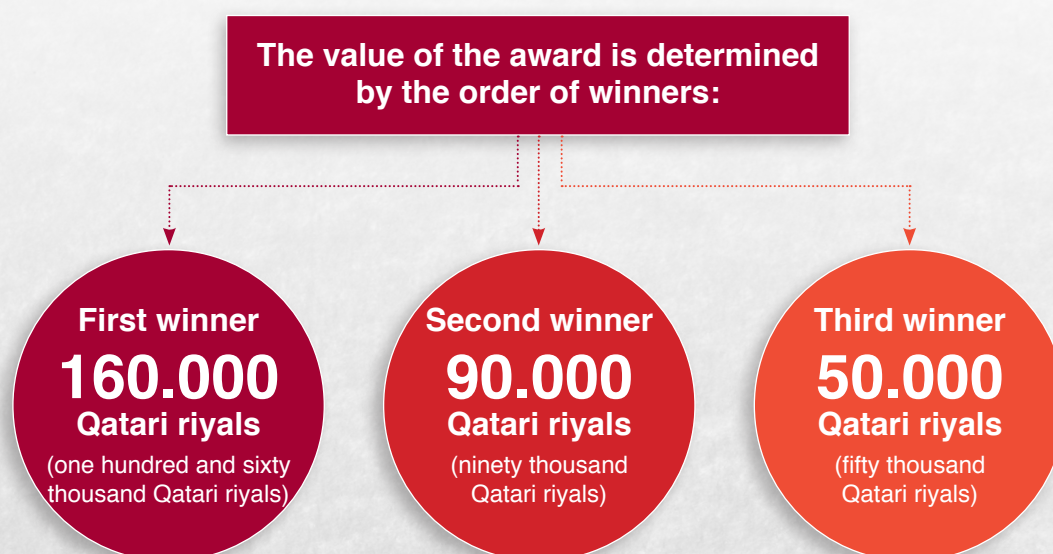 The value of the award is determined
by the order of winners:
First winner
160.000
Qatari riyals
(one hundred and sixty
thousand Qatari riyals)
Second winner
90.000
Qatari riyals
(ninety thousand
Qatari riyals)
Third winner
50.000
Qatari riyals
(fifty thousand
Qatari riyals)